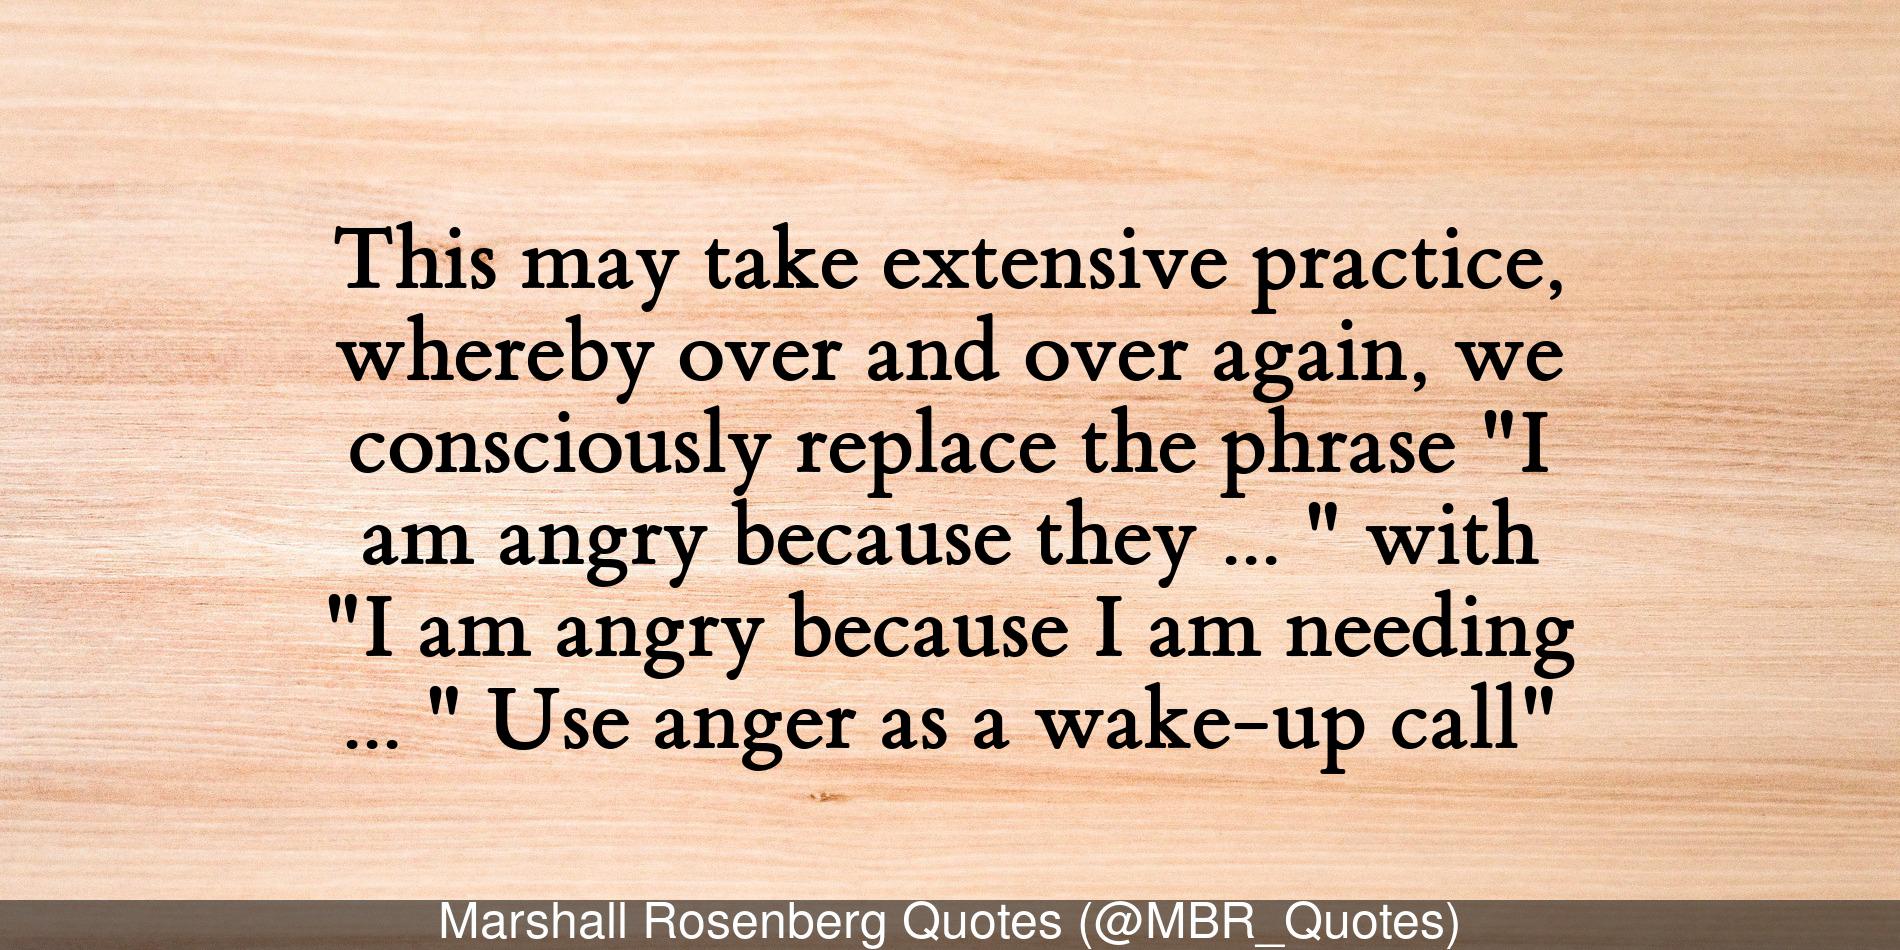 This may take extensive practice,
whereby over and over again, we
consciously replace the phrase "I
am angry because they ... " with
"I am angry because I am needing
... " Use anger as a wake-up call"
Marshall Rosenberg Quotes (@MBR_Quotes)